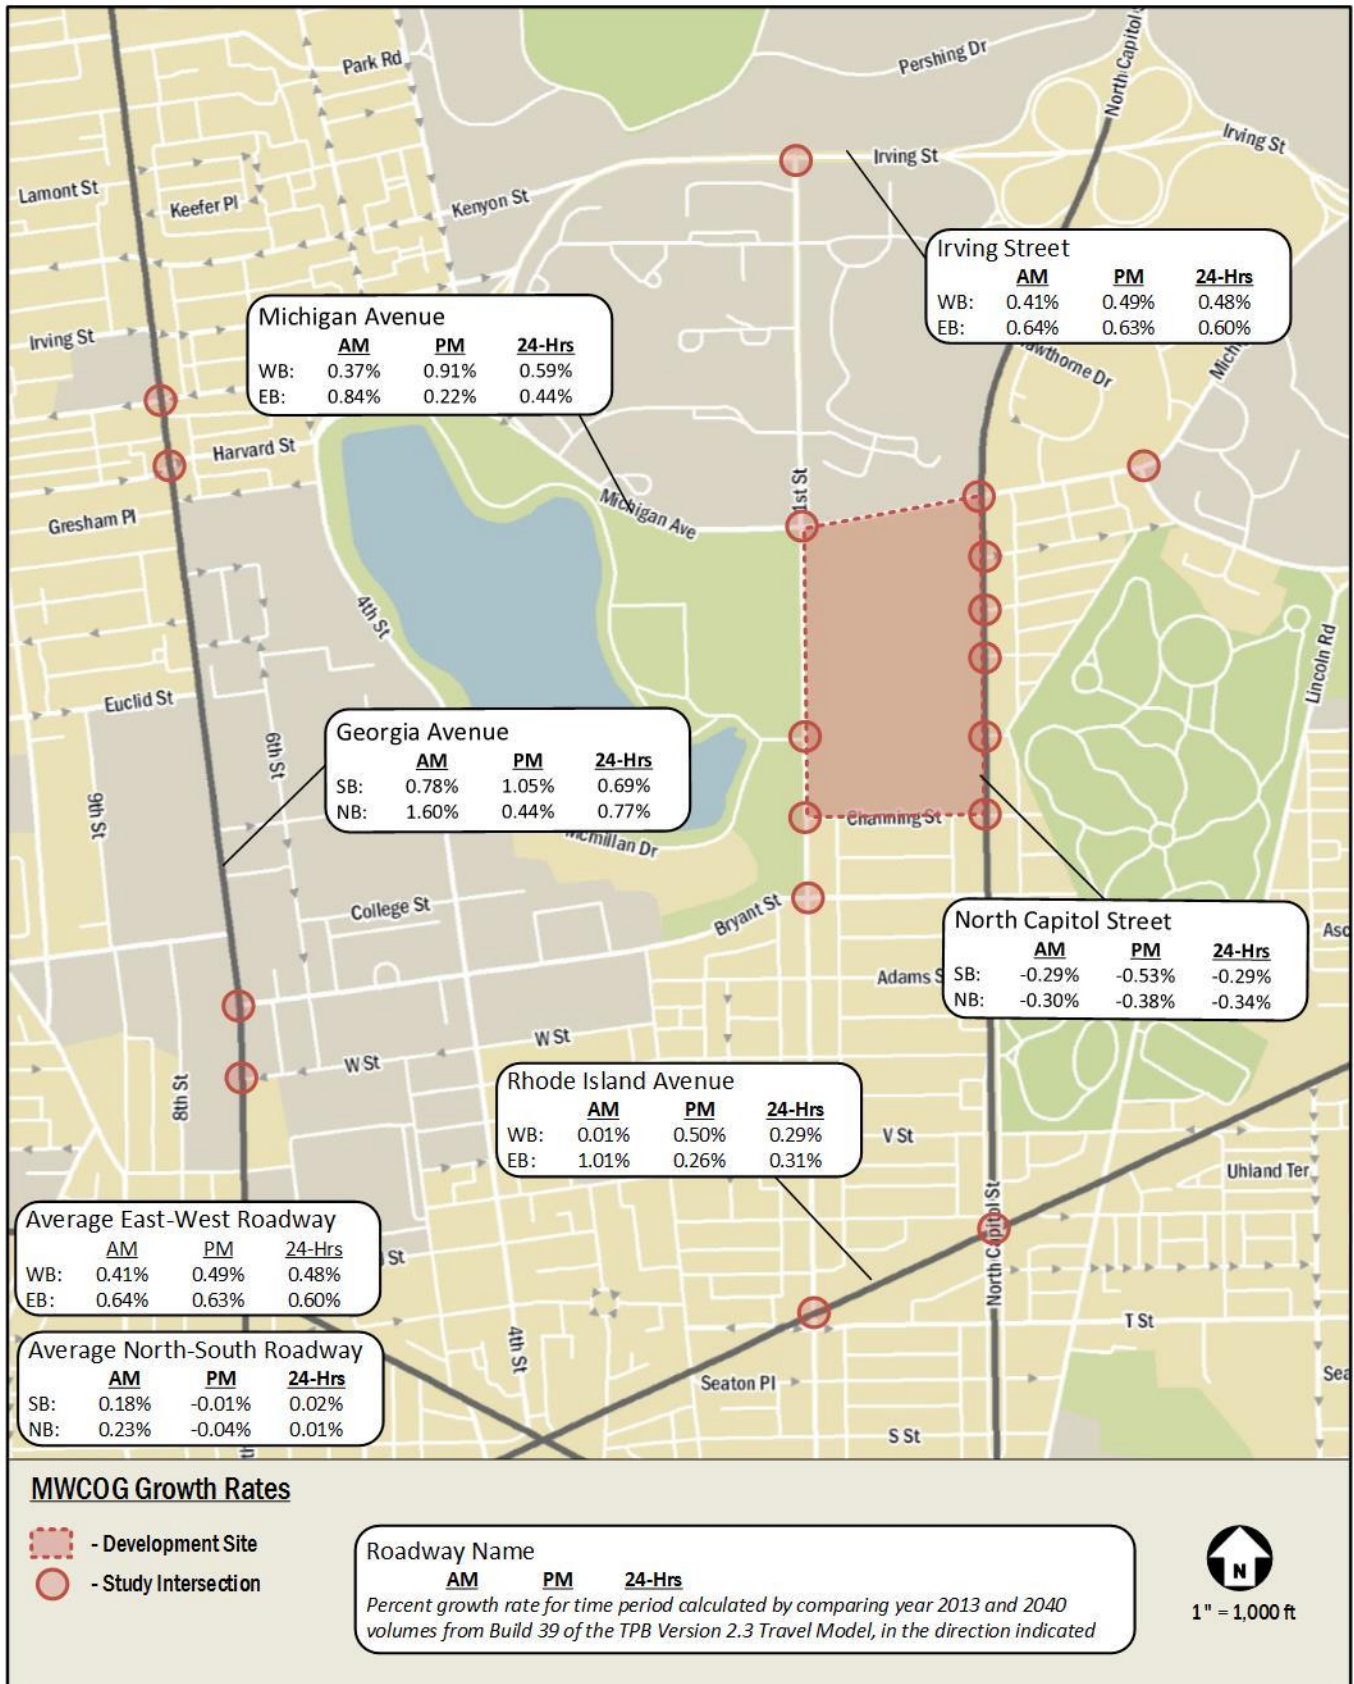 Park Rd
Pershing Dr
North Capitol
Irving St
Irving St
Lamont St
Keefer Pl
Kenyon St
Irving Street
AM PM 24-Hrs
WB: 0.41% 0.49% 0.48%
EB: 0.64% 0.63% 0.60%
Michigan Avenue
AM PM 24-Hrs
WB: 0.37% 0.91% 0.59%
EB: 0.84% 0.22% 0.44%
Irving St
awthorne Dr
Mich
Harvard St
Gresham Pl
Michigan Ave
1st St
4th St
Lincoln Rd
Euclid St
6th St
9th St
Georgia Avenue
AM PM 24-Hrs
SB: 0.78% 1.05% 0.69%
NB: 1.60% 0.44% 0.77%
Mcmillan Dr
Channing St
College St
Bryant St
North Capitol Street
AM PM 24-Hrs
SB: -0.29% -0.53% -0.29%
NB: -0.30% -0.38% -0.34%
Asc
Adams S
W St
W St
8th St
Rhode Island Avenue
AM PM 24-Hrs
WB: 0.01% 0.50% 0.29%
EB: 1.01% 0.26% 0.31%
V St
Uhland Ter
North Capitol St
Average East-West Roadway
AM PM 24-Hrs
WB: 0.41% 0.49% 0.48%
EB: 0.64% 0.63% 0.60%
St
T St
4th St
Average North-South Roadway
AM PM 24-Hrs
SB: 0.18% -0.01% 0.02%
NB: 0.23% -0.04% 0.01%
Seaton Pl
Sea
S St
th
MWCOG Growth Rates
- Development Site
- Study Intersection
Roadway Name
AM PM 24-Hrs
Percent growth rate for time period calculated by comparing year 2013 and 2040
volumes from Build 39 of the TPB Version 2.3 Travel Model, in the direction indicated
N
1" = 1,000 ft